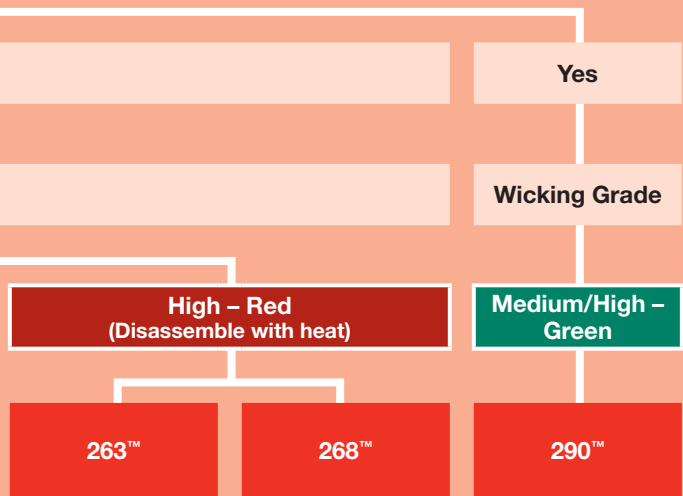 Yes
Wicking Grade
High – Red
(Disassemble with heat)
Medium/High –
Green
263™
268™
290™